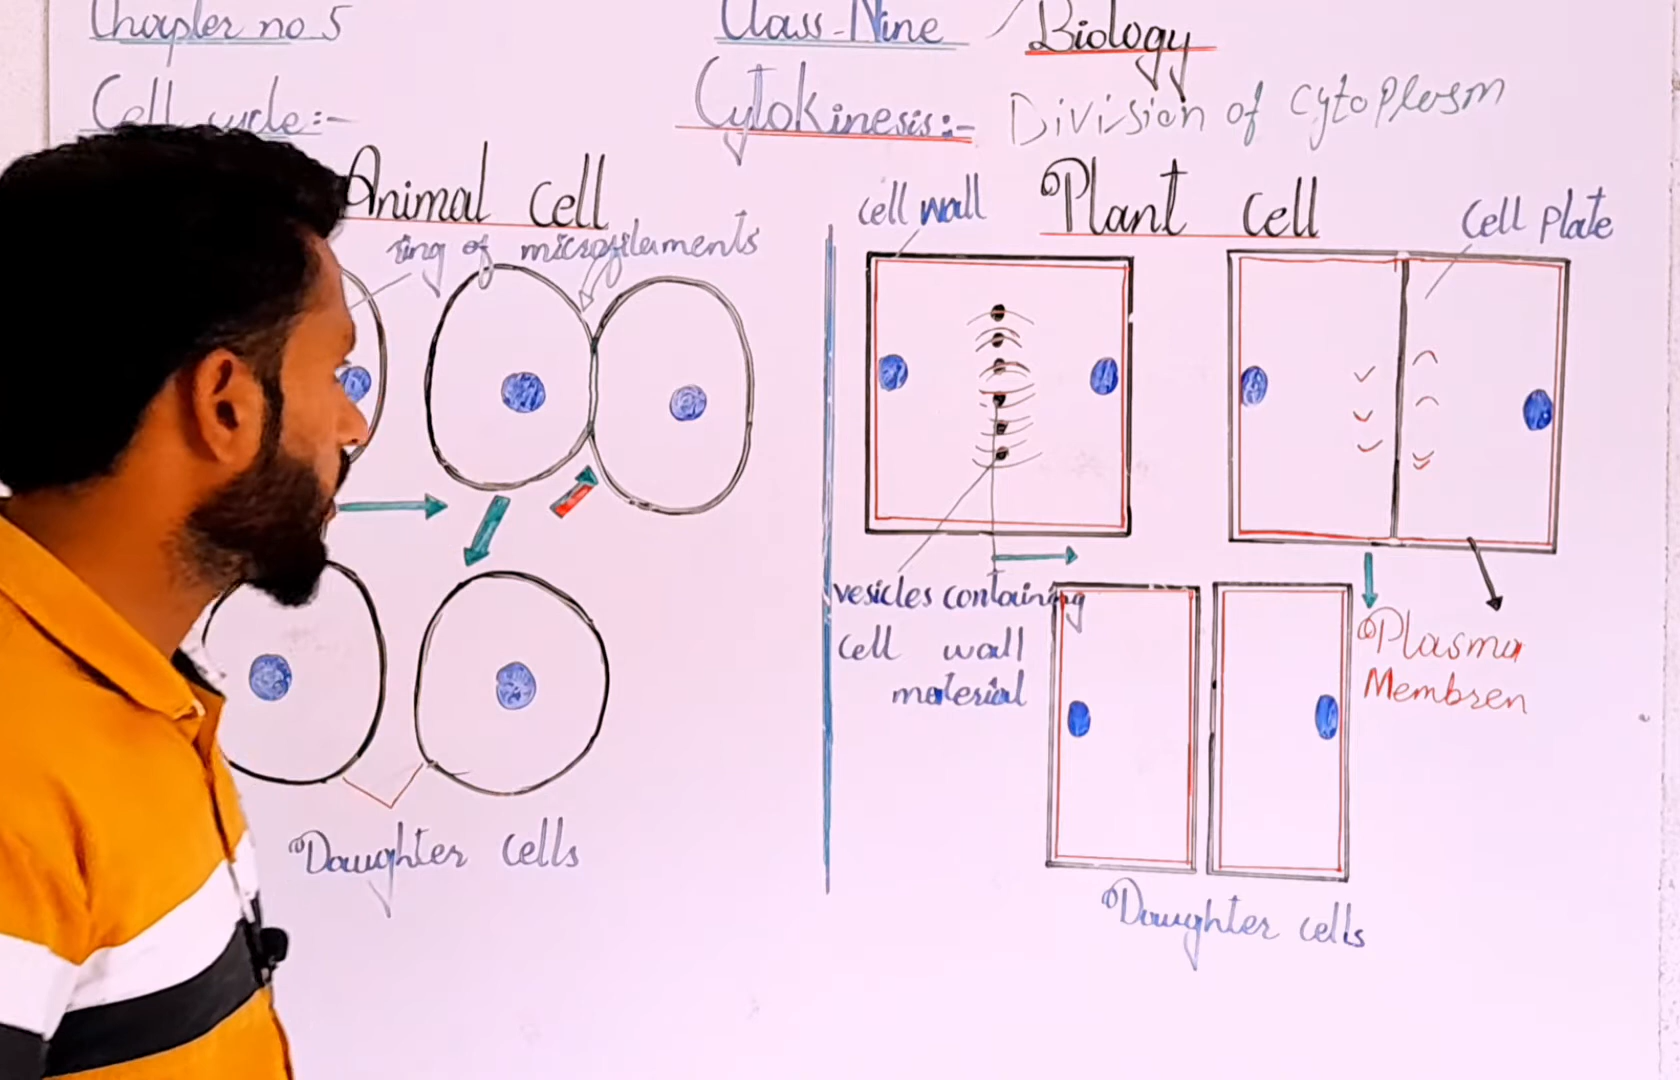 Chapter no 5
Class-Nine
Biology
Cell cycle:-
Cytokinesis:- Division of cytoplasm
Animal Cell
ring of microfilaments
cell wall
Plant Cell
Cell Plate
vesicles containing
cell wall
material
Plasma
Membren
Daughter cells
Daughter cells